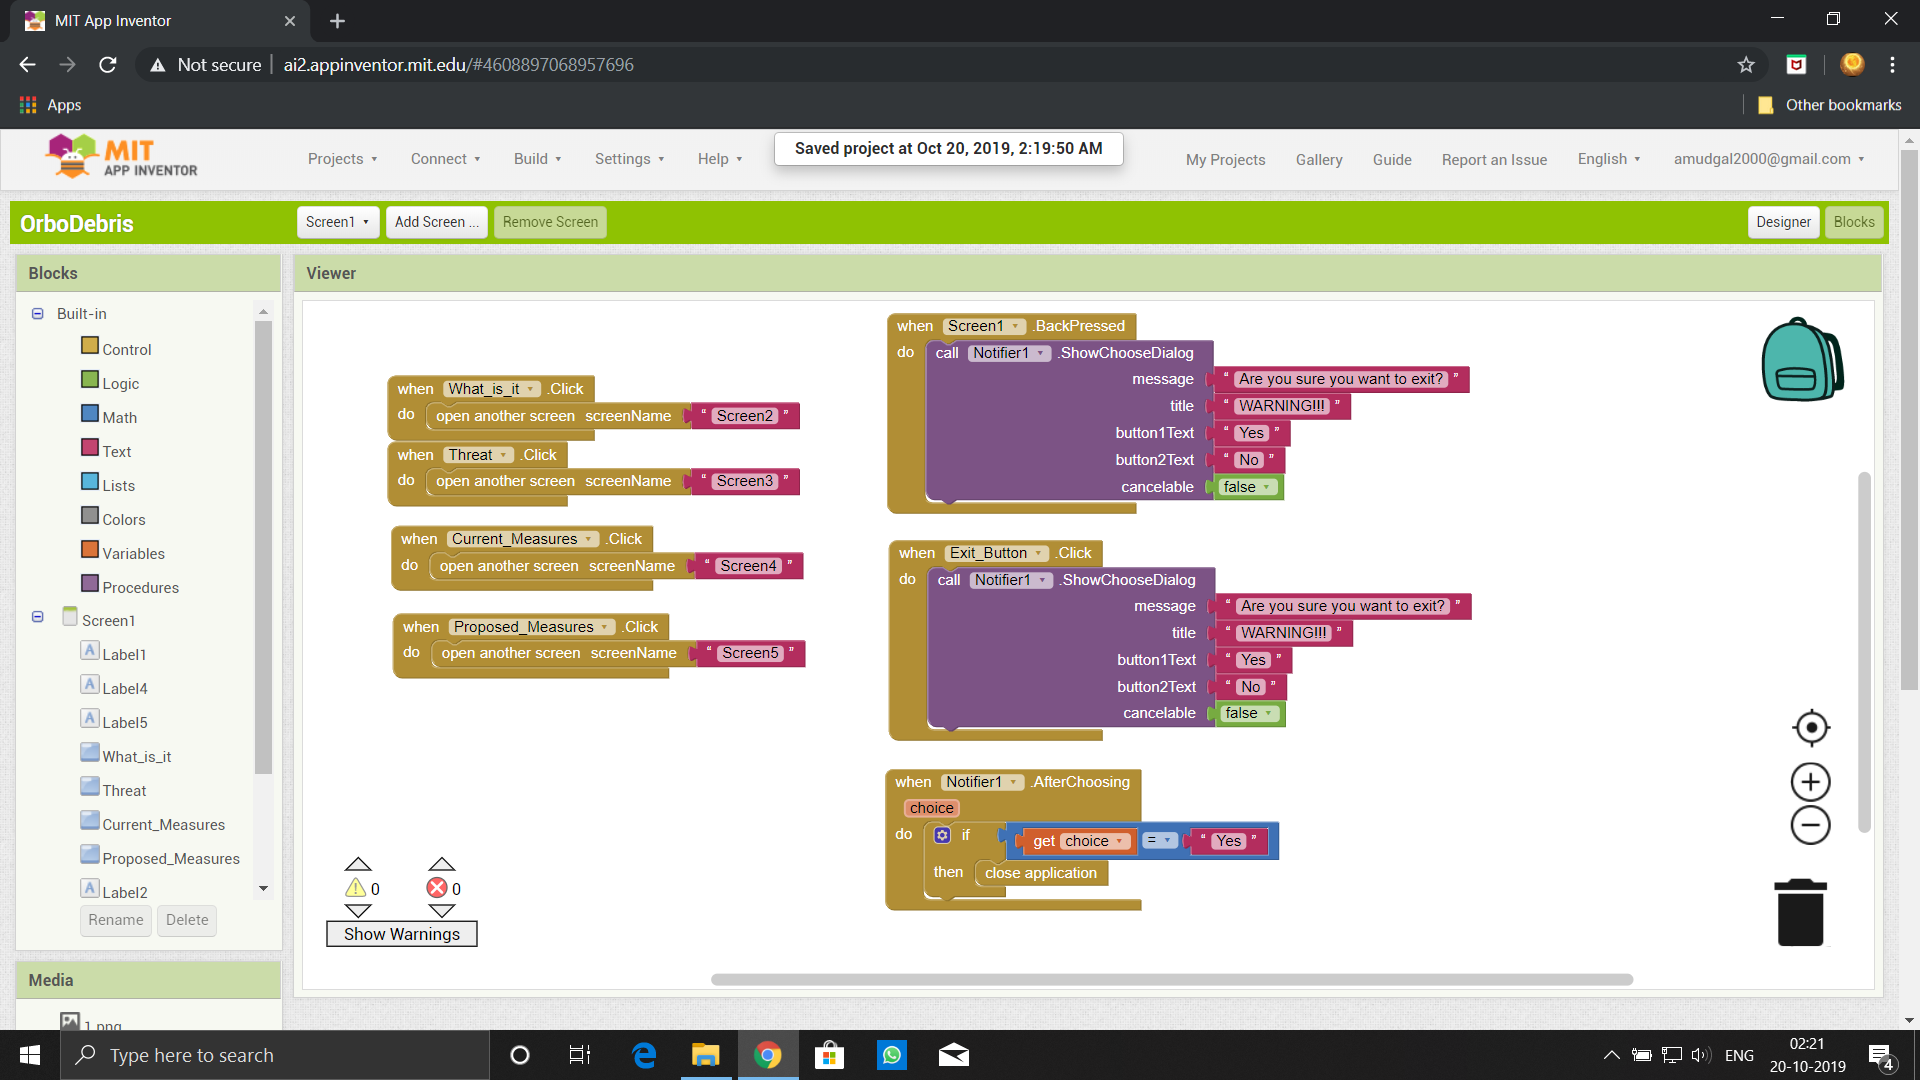 MIT App Inventor
Not secure
ai2.appinventor.mit.edu/#4608897068957696
Apps
Other bookmarks
MIT
APP INVENTOR
Projects
Connect
Build
Settings
Help
Saved project at Oct 20, 2019, 2:19:50 AM
My Projects
Gallery
Guide
Report an Issue
English
amudgal2000@gmail.com
OrboDebris
Screen1
Add Screen ...
Remove Screen
Designer
Blocks
Blocks
Built-in
Control
Logic
Math
Text
Lists
Colors
Variables
Procedures
Screen1
Label1
Label4
Label5
What_is_it
Threat
Current_Measures
Proposed_Measures
Label2
Rename
Delete
Media
1.png
Viewer
when What_is_it .Click
do open another screen screenName “ Screen2 ”
when Threat .Click
do open another screen screenName “ Screen3 ”
when Current_Measures .Click
do open another screen screenName “ Screen4 ”
when Proposed_Measures .Click
do open another screen screenName “ Screen5 ”
when Screen1 .BackPressed
do call Notifier1 .ShowChooseDialog
message “ Are you sure you want to exit? ”
title “ WARNING!!! ”
button1Text “ Yes ”
button2Text “ No ”
cancelable false
when Exit_Button .Click
do call Notifier1 .ShowChooseDialog
message “ Are you sure you want to exit? ”
title “ WARNING!!! ”
button1Text “ Yes ”
button2Text “ No ”
cancelable false
when Notifier1 .AfterChoosing
choice
do if get choice = “ Yes ”
then close application
0
0
Show Warnings
Type here to search
ENG
02:21
20-10-2019
4